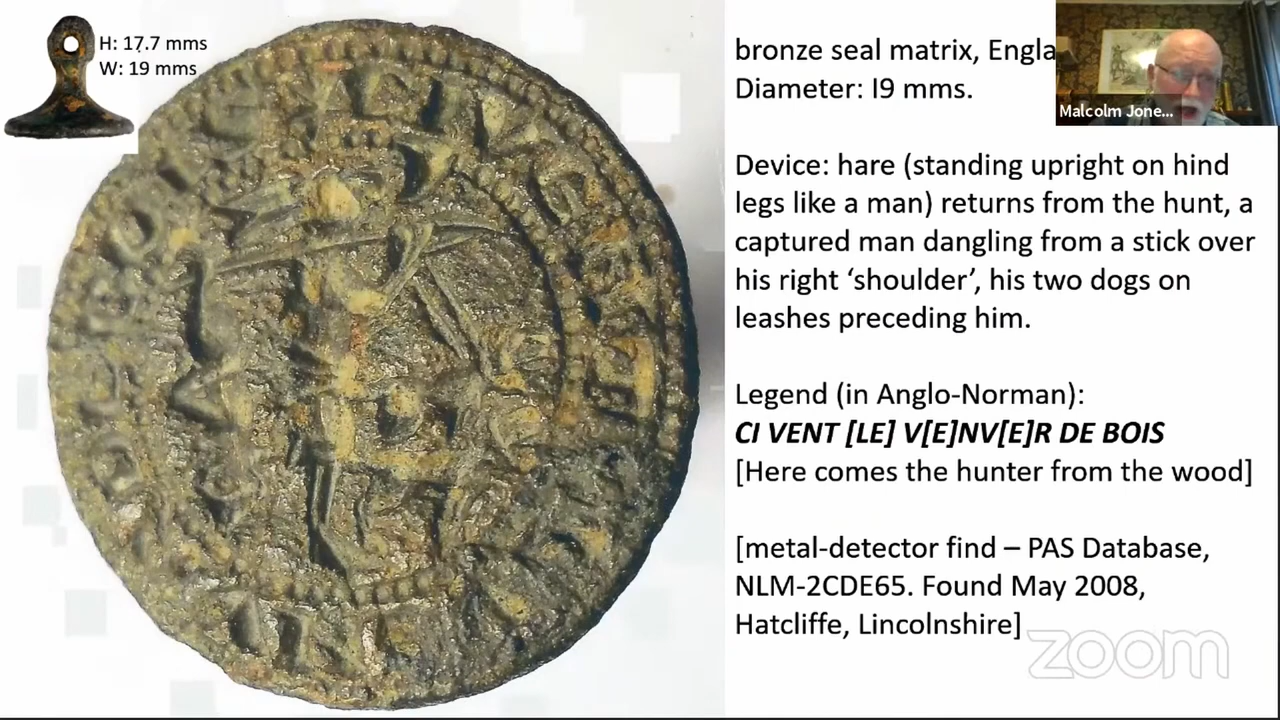 H: 17.7 mms
W: 19 mms
bronze seal matrix, Engla
Diameter: I9 mms.
Malcolm Jone...
Device: hare (standing upright on hind
legs like a man) returns from the hunt, a
captured man dangling from a stick over
his right ‘shoulder’, his two dogs on
leashes preceding him.
Legend (in Anglo-Norman):
CI VENT [LE] V[E]NV[E]R DE BOIS
[Here comes the hunter from the wood]
[metal-detector find – PAS Database,
NLM-2CDE65. Found May 2008,
Hatcliffe, Lincolnshire]
zoom